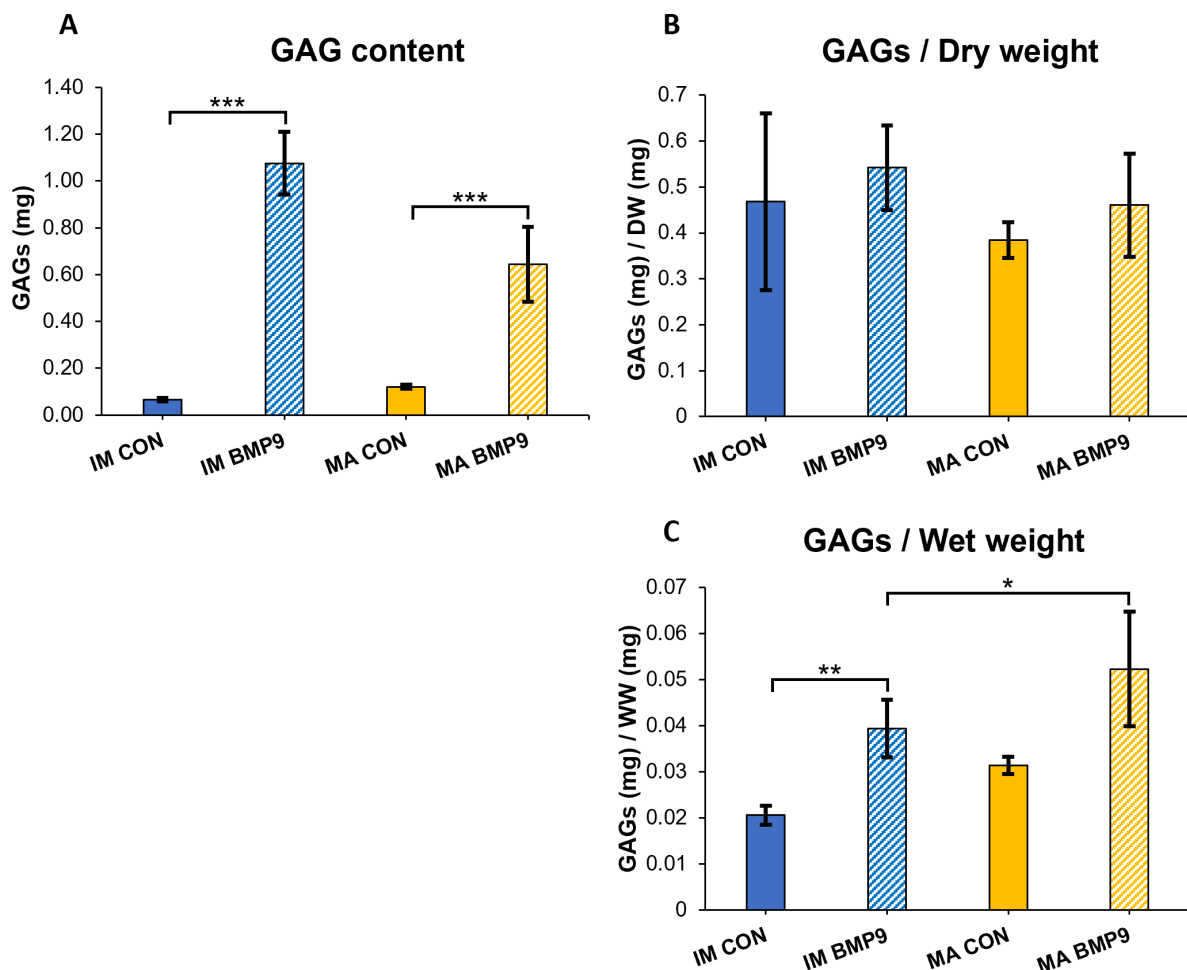 A
GAG content
GAGs (mg)
1.40
1.20
1.00
0.80
0.60
0.40
0.20
0.00
***
***
IM CON
IM BMP9
MA CON
MA BMP9
B
GAGs / Dry weight
GAGs (mg) / DW (mg)
0.7
0.6
0.5
0.4
0.3
0.2
0.1
0
IM CON
IM BMP9
MA CON
MA BMP9
C
GAGs / Wet weight
GAGs (mg) / WW (mg)
0.07
0.06
0.05
0.04
0.03
0.02
0.01
0
**
*
IM CON
IM BMP9
MA CON
MA BMP9